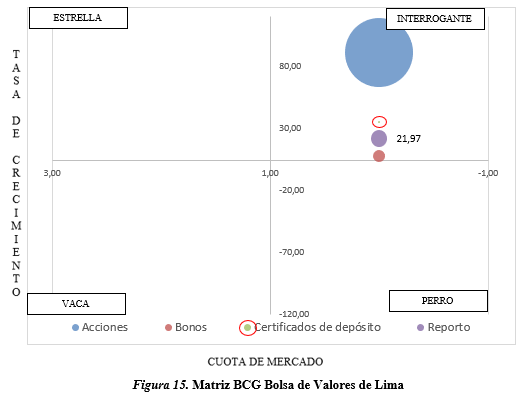 ESTRELLA
INTERROGANTE
TASA DE CRECIMIENTO
80,00
30,00
21,97
3,00
1,00
-1,00
-20,00
-70,00
-120,00
VACA
PERRO
Acciones
Bonos
Certificados de depósito
Reporto
CUOTA DE MERCADO
Figura 15. Matriz BCG Bolsa de Valores de Lima